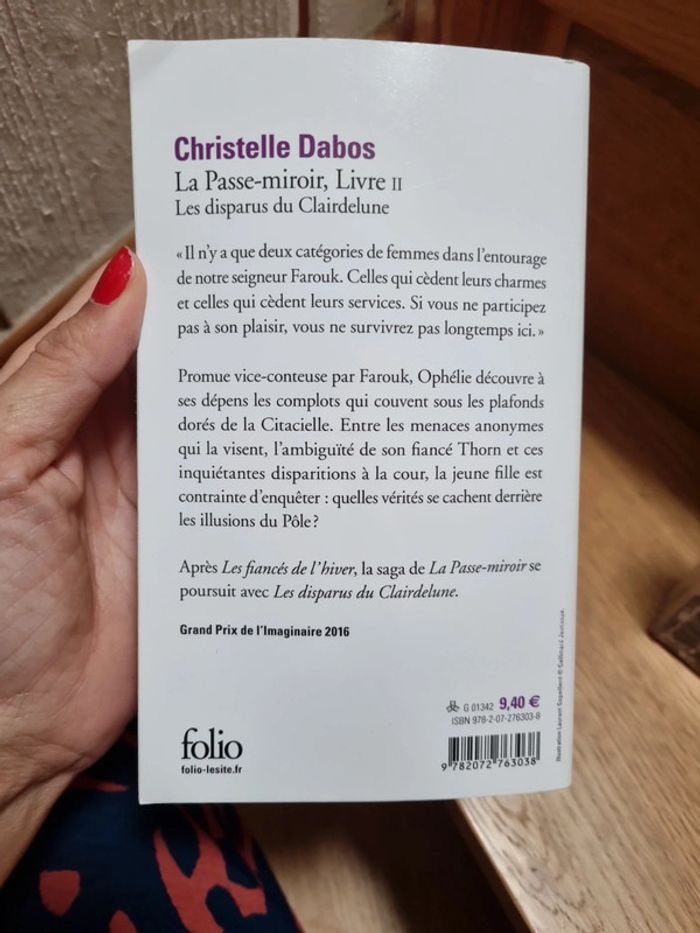 Christelle Dabos
La Passe-miroir, Livre II
Les disparus du Clairdelune
« Il n'y a que deux catégories de femmes dans l'entourage
de notre seigneur Farouk. Celles qui cèdent leurs charmes
et celles qui cèdent leurs services. Si vous ne participez
pas à son plaisir, vous ne survivrez pas longtemps ici. »
Promue vice-conteuse par Farouk, Ophélie découvre à
ses dépens les complots qui couvent sous les plafonds
dorés de la Citacielle. Entre les menaces anonymes
qui la visent, l'ambiguïté de son fiancé Thorn et ces
inquiétantes disparitions à la cour, la jeune fille est
contrainte d'enquêter : quelles vérités se cachent derrière
les illusions du Pôle ?
Après Les fiancés de l'hiver, la saga de La Passe-miroir se
poursuit avec Les disparus du Clairdelune.
Grand Prix de l'Imaginaire 2016
G 01342 9,40 €
ISBN 978-2-07-276303-8
9 782072 763038
folio
folio-lesite.fr
Illustration Laurent Gapaillard © Gallimard Jeunesse.